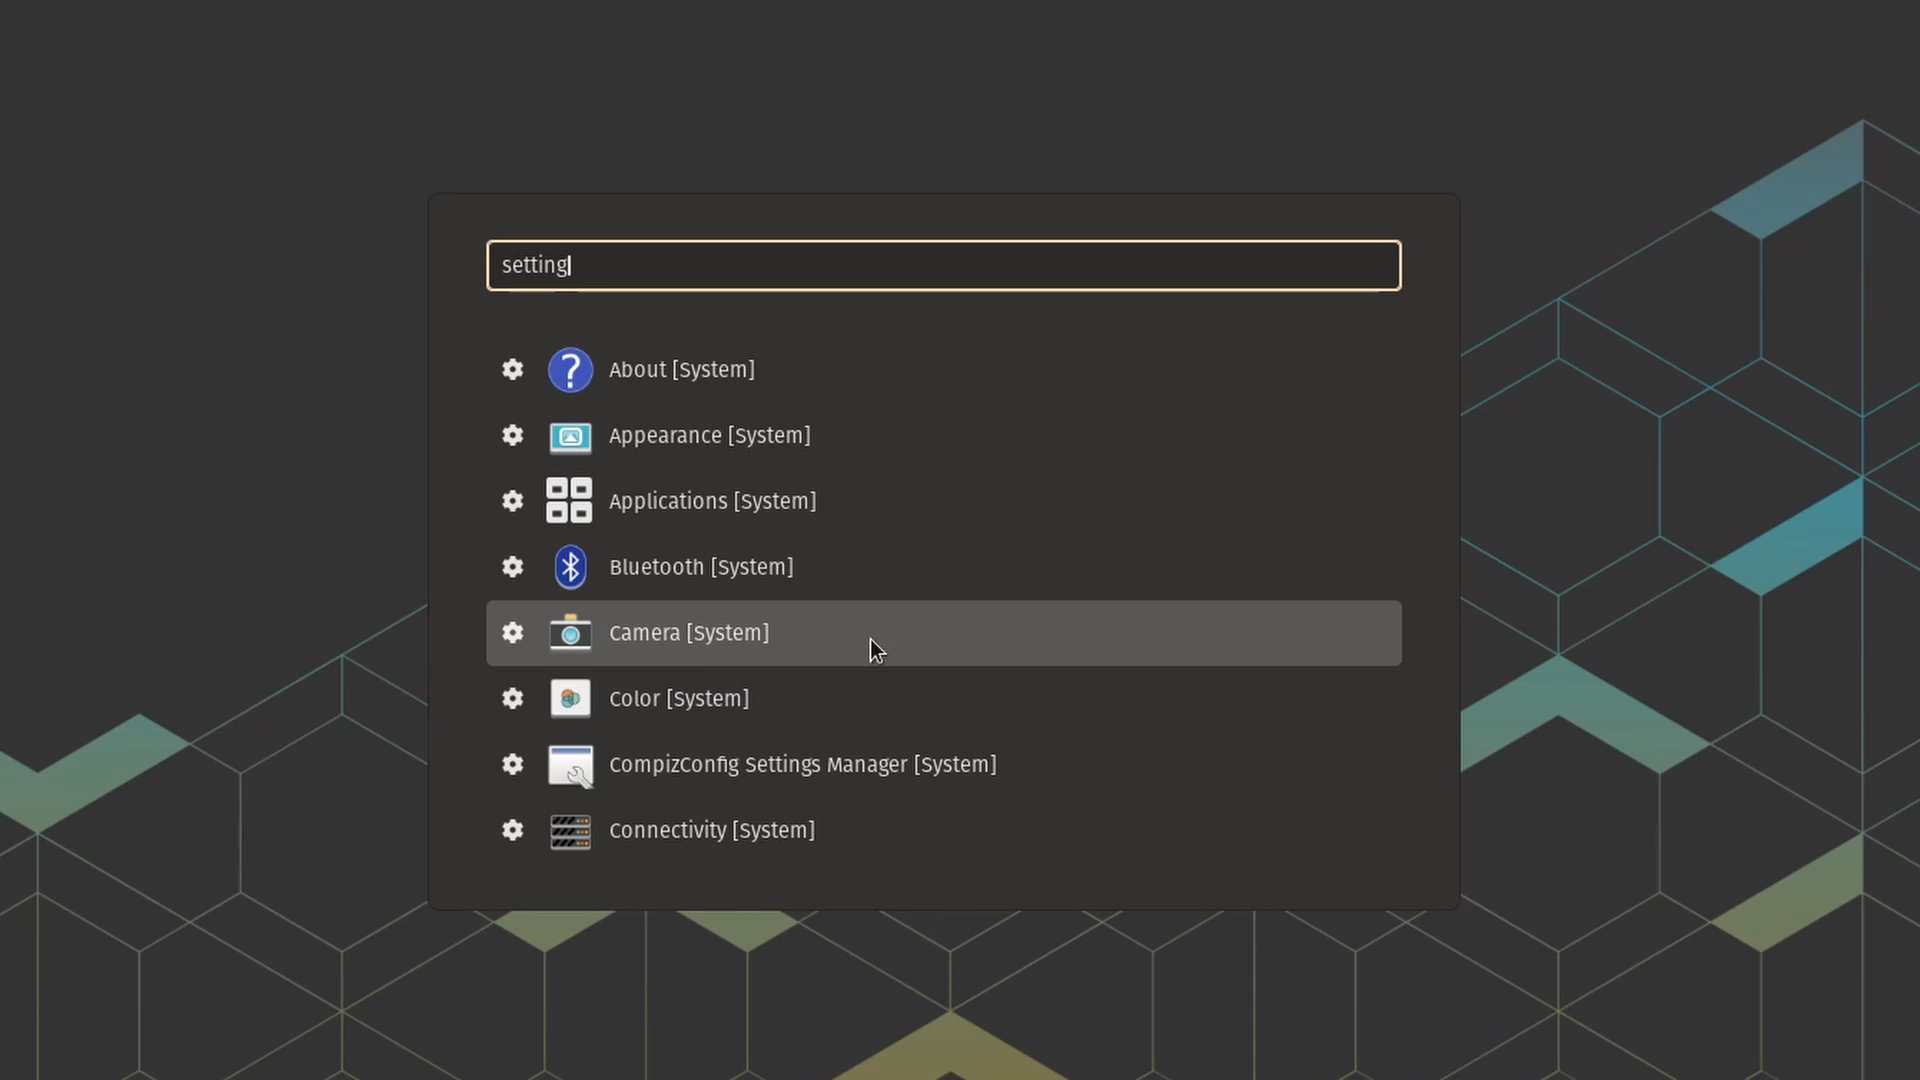 setting
About [System]
Appearance [System]
Applications [System]
Bluetooth [System]
Camera [System]
Color [System]
CompizConfig Settings Manager [System]
Connectivity [System]